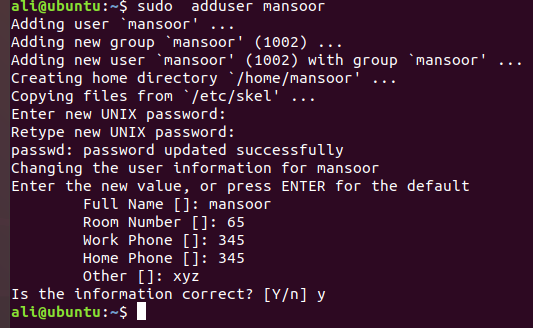 ali@ubuntu:~$ sudo  adduser mansoor
Adding user `mansoor' ...
Adding new group `mansoor' (1002) ...
Adding new user `mansoor' (1002) with group `mansoor' ...
Creating home directory `/home/mansoor' ...
Copying files from `/etc/skel' ...
Enter new UNIX password:
Retype new UNIX password:
passwd: password updated successfully
Changing the user information for mansoor
Enter the new value, or press ENTER for the default
        Full Name []: mansoor
        Room Number []: 65
        Work Phone []: 345
        Home Phone []: 345
        Other []: xyz
Is the information correct? [Y/n] y
ali@ubuntu:~$